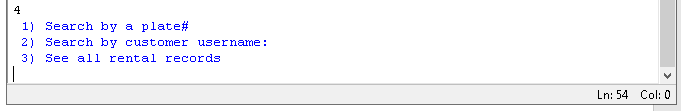 4
1) Search by a plate#
2) Search by customer username:
3) See all rental records
Ln: 54 Col: 0